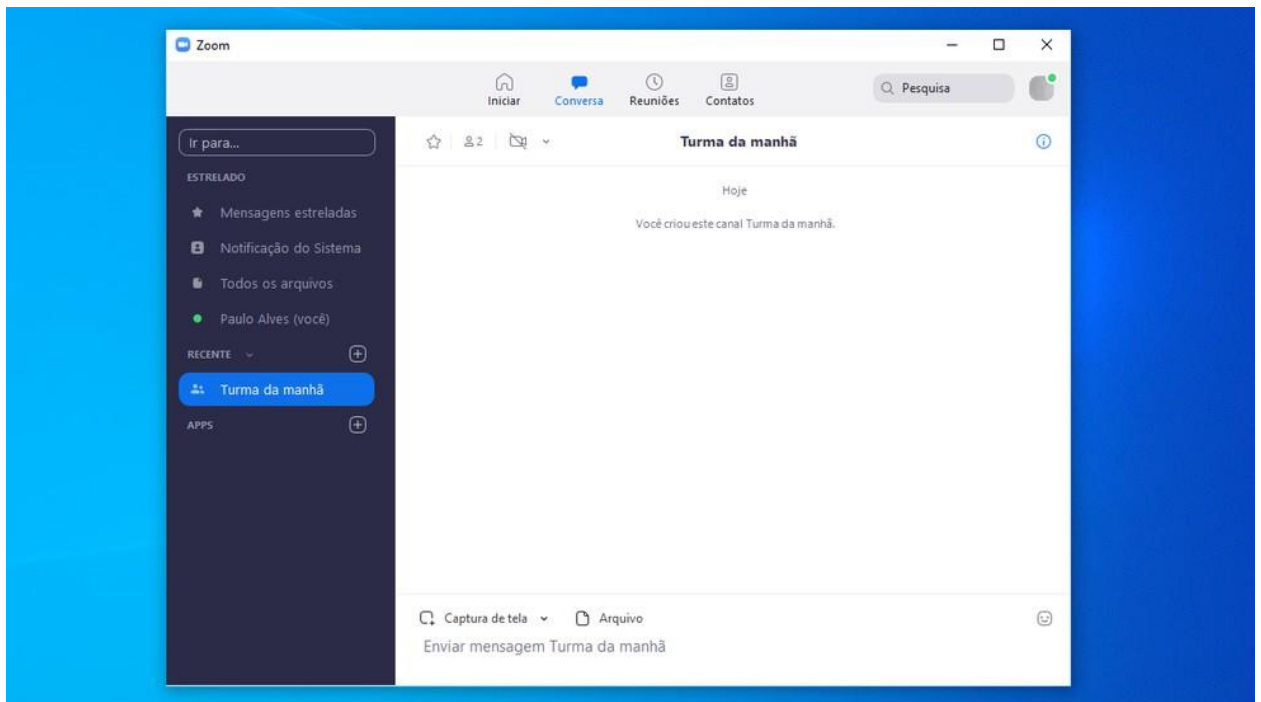 Zoom
Iniciar
Conversa
Reuniões
Contatos
Pesquisa
Ir para...
ESTRELADO
Mensagens estreladas
Notificação do Sistema
Todos os arquivos
Paulo Alves (você)
RECENTE
Turma da manhã
APPS
2
Turma da manhã
Hoje
Você criou este canal Turma da manhã.
Captura de tela
Arquivo
Enviar mensagem Turma da manhã